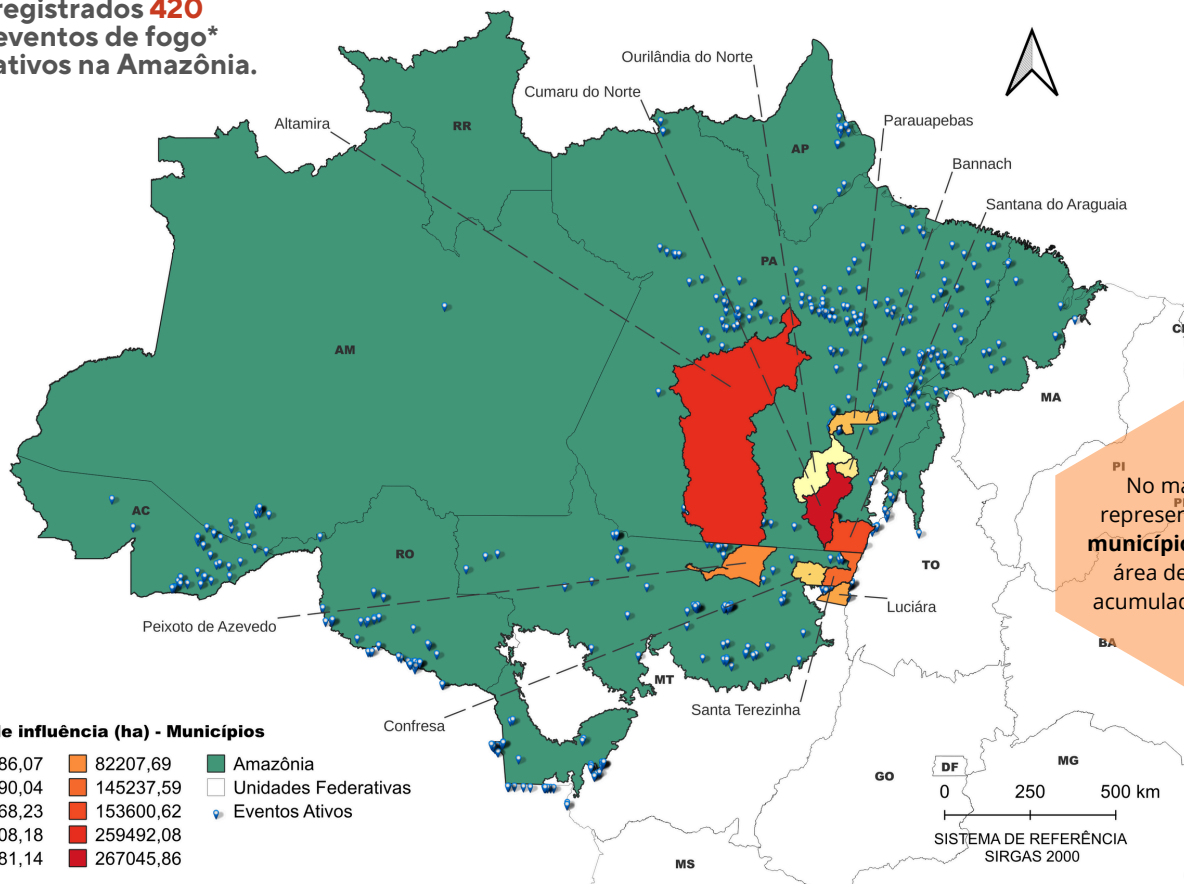 registrados 420
eventos de fogo*
ativos na Amazônia.
Ourilândia do Norte
Cumaru do Norte
Altamira
Parauapebas
Bannach
Santana do Araguaia
RR
AP
PA
AM
MA
PI
AC
RO
TO
BA
MT
GO
DF
MG
MS
Luciára
Peixoto de Azevedo
Santa Terezinha
Confresa
No
município
área de
acumulad
influência (ha) - Municípios
86,07
90,04
68,23
08,18
81,14
82207,69
145237,59
153600,62
259492,08
267045,86
Amazônia
Unidades Federativas
Eventos Ativos
0 250 500 km
SISTEMA DE REFERÊNCIA
SIRGAS 2000